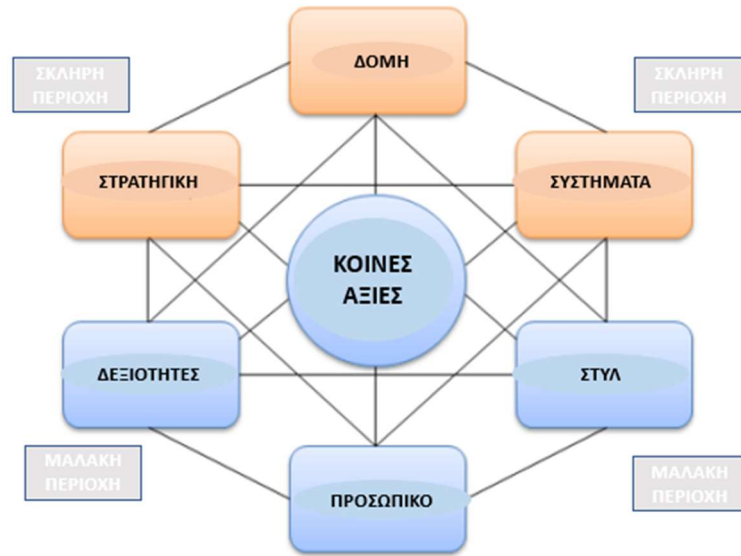 ΔΟΜΗ
ΣΚΛΗΡΗ
ΠΕΡΙΟΧΗ
ΣΚΛΗΡΗ
ΠΕΡΙΟΧΗ
ΣΤΡΑΤΗΓΙΚΗ
ΣΥΣΤΗΜΑΤΑ
ΚΟΙΝΕΣ
ΑΞΙΕΣ
ΔΕΞΙΟΤΗΤΕΣ
ΣΤΥΛ
ΜΑΛΑΚΗ
ΠΕΡΙΟΧΗ
ΜΑΛΑΚΗ
ΠΕΡΙΟΧΗ
ΠΡΟΣΩΠΙΚΟ